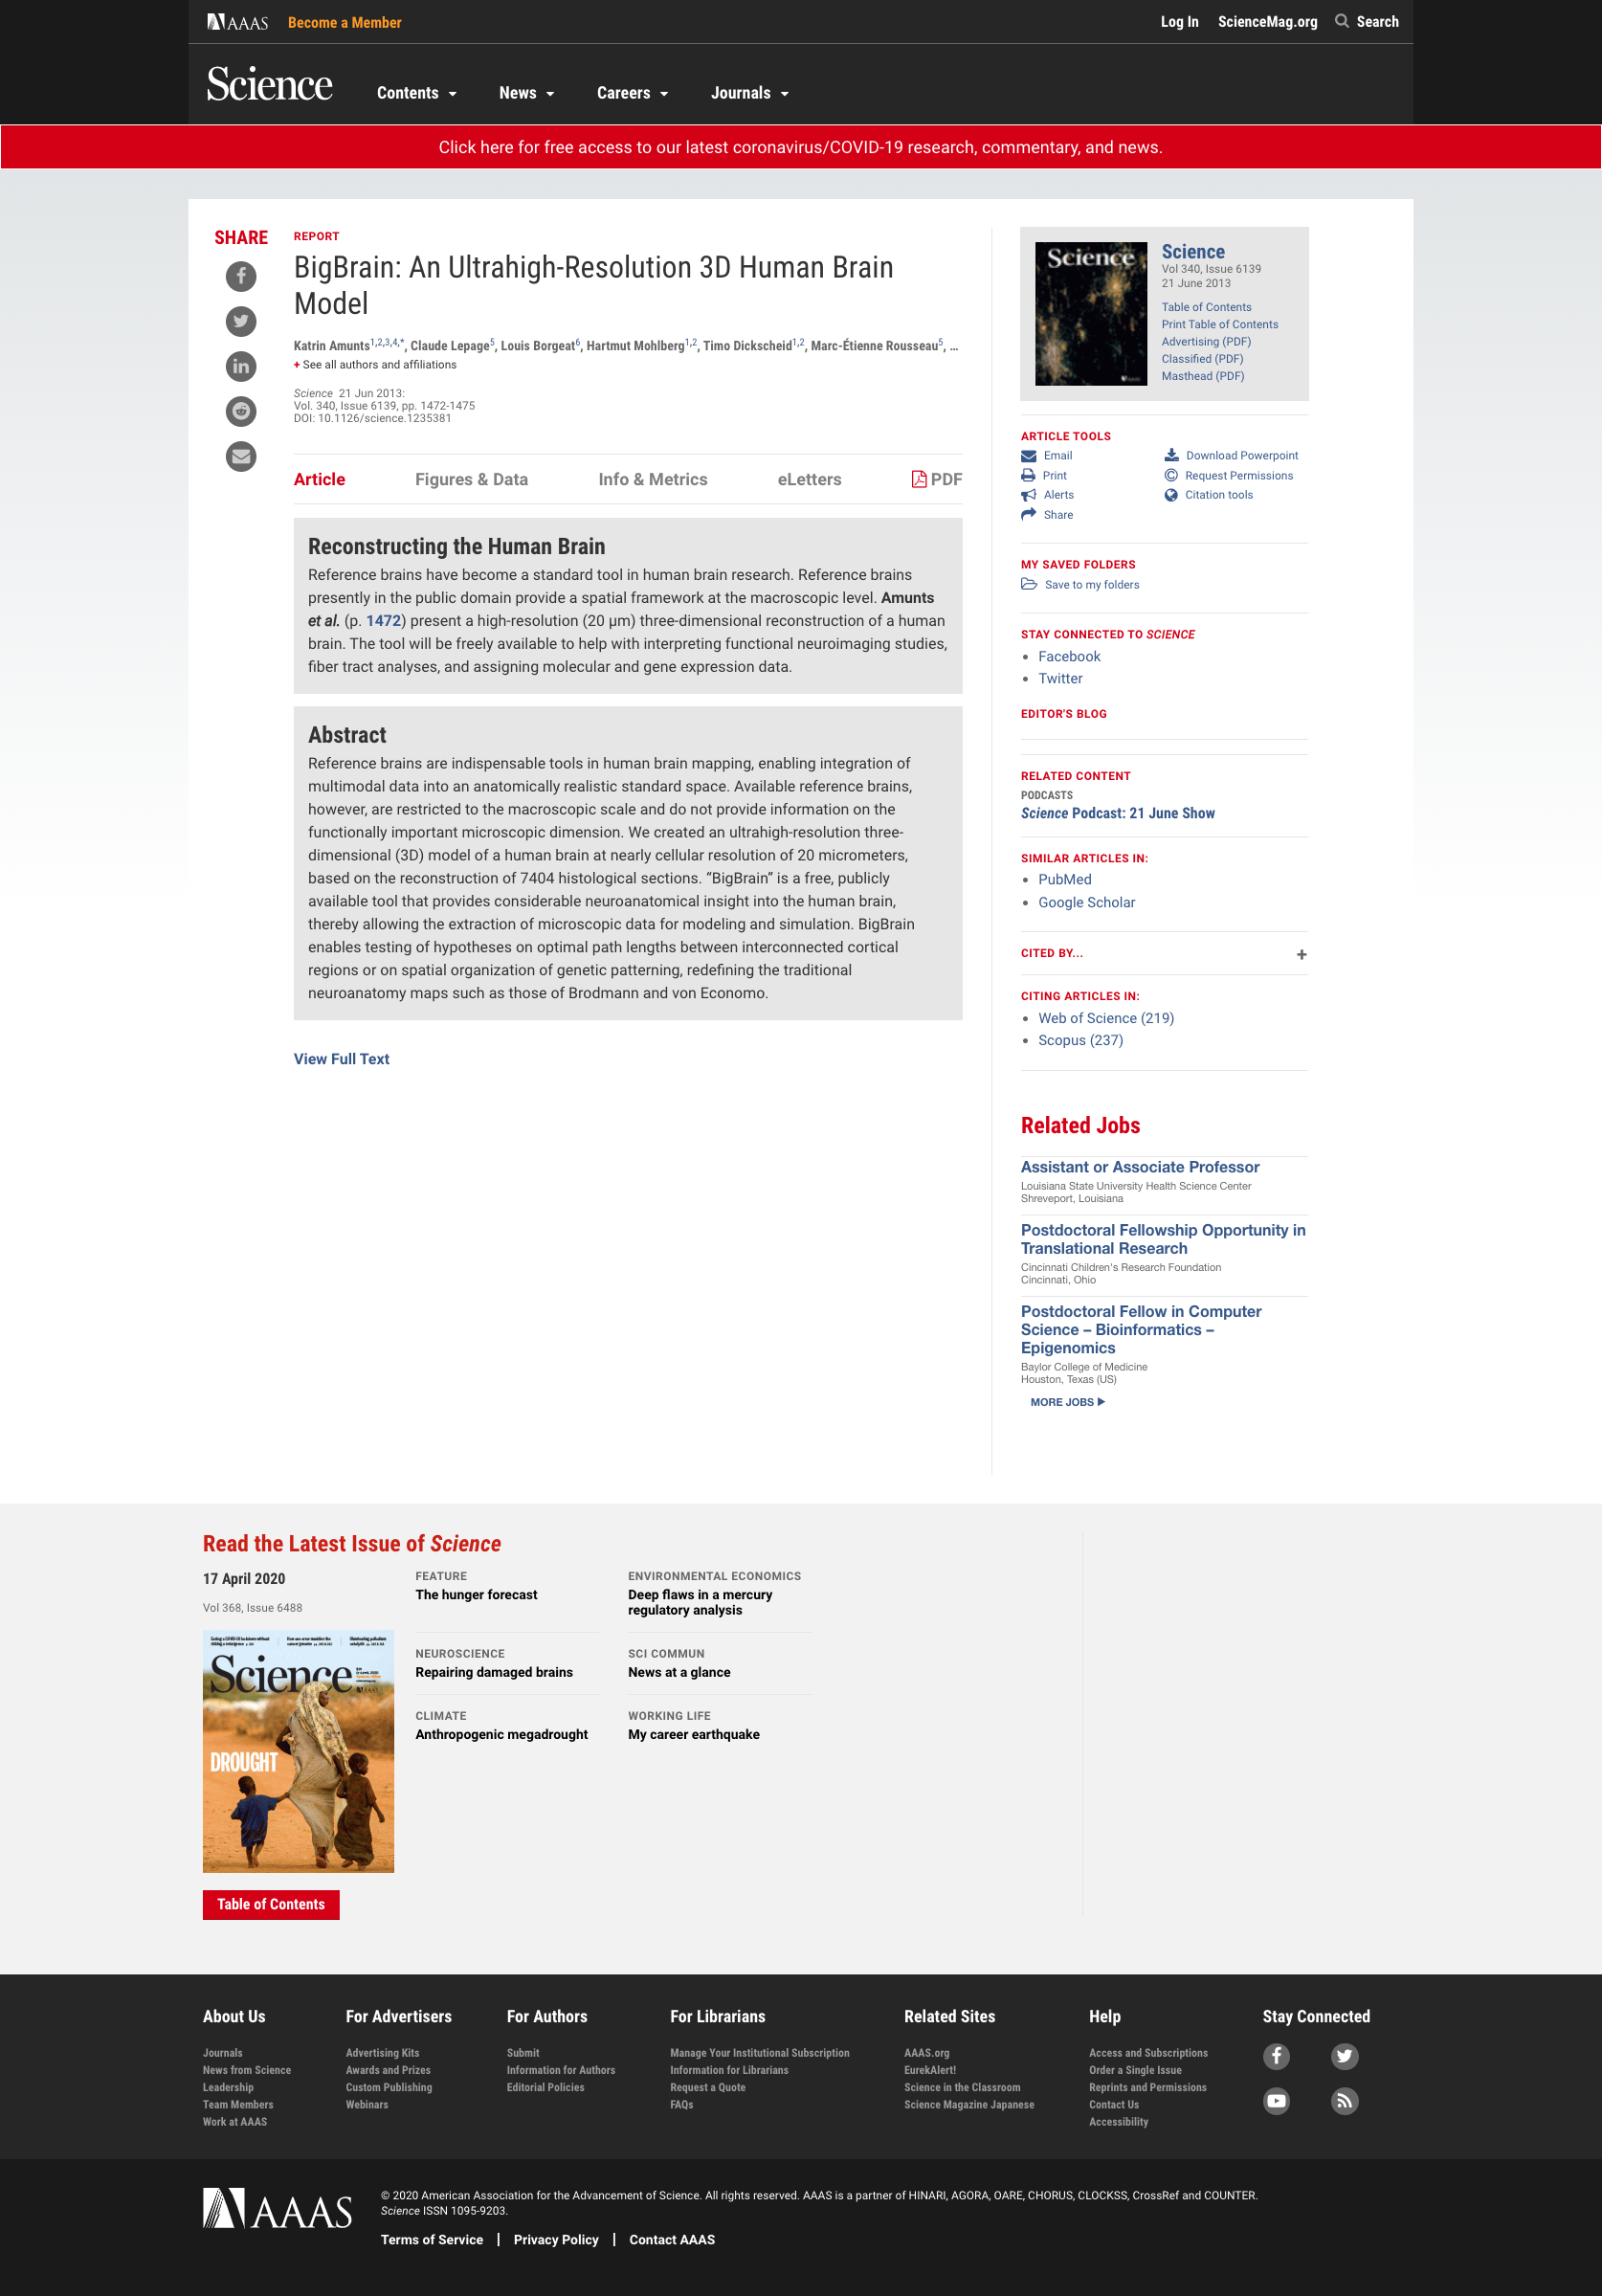 AAAS Become a Member Log In ScienceMag.org Search
Science Contents News Careers Journals
Click here for free access to our latest coronavirus/COVID-19 research, commentary, and news.
SHARE
REPORT
BigBrain: An Ultrahigh-Resolution 3D Human Brain
Model
Katrin Amunts1,2,3,4,*, Claude Lepage5, Louis Borgeat6, Hartmut Mohlberg1,2, Timo Dickscheid1,2, Marc-Étienne Rousseau5, ...
+ See all authors and affiliations
Science 21 Jun 2013:
Vol. 340, Issue 6139, pp. 1472-1475
DOI: 10.1126/science.1235381
Article Figures & Data Info & Metrics eLetters PDF
Reconstructing the Human Brain
Reference brains have become a standard tool in human brain research. Reference brains
presently in the public domain provide a spatial framework at the macroscopic level. Amunts
et al. (p. 1472) present a high-resolution (20 μm) three-dimensional reconstruction of a human
brain. The tool will be freely available to help with interpreting functional neuroimaging studies,
fiber tract analyses, and assigning molecular and gene expression data.
Abstract
Reference brains are indispensable tools in human brain mapping, enabling integration of
multimodal data into an anatomically realistic standard space. Available reference brains,
however, are restricted to the macroscopic scale and do not provide information on the
functionally important microscopic dimension. We created an ultrahigh-resolution three-
dimensional (3D) model of a human brain at nearly cellular resolution of 20 micrometers,
based on the reconstruction of 7404 histological sections. “BigBrain” is a free, publicly
available tool that provides considerable neuroanatomical insight into the human brain,
thereby allowing the extraction of microscopic data for modeling and simulation. BigBrain
enables testing of hypotheses on optimal path lengths between interconnected cortical
regions or on spatial organization of genetic patterning, redefining the traditional
neuroanatomy maps such as those of Brodmann and von Economo.
View Full Text
Science
Science
Vol 340, Issue 6139
21 June 2013
Table of Contents
Print Table of Contents
Advertising (PDF)
Classified (PDF)
Masthead (PDF)
ARTICLE TOOLS
Email Download Powerpoint
Print Request Permissions
Alerts Citation tools
Share
MY SAVED FOLDERS
Save to my folders
STAY CONNECTED TO SCIENCE
Facebook
Twitter
EDITOR'S BLOG
RELATED CONTENT
PODCASTS
Science Podcast: 21 June Show
SIMILAR ARTICLES IN:
PubMed
Google Scholar
CITED BY... +
CITING ARTICLES IN:
Web of Science (219)
Scopus (237)
Related Jobs
Assistant or Associate Professor
Louisiana State University Health Science Center
Shreveport, Louisiana
Postdoctoral Fellowship Opportunity in
Translational Research
Cincinnati Children's Research Foundation
Cincinnati, Ohio
Postdoctoral Fellow in Computer
Science – Bioinformatics –
Epigenomics
Baylor College of Medicine
Houston, Texas (US)
MORE JOBS
Read the Latest Issue of Science
17 April 2020
Vol 368, Issue 6488
Science
DROUGHT
Table of Contents
FEATURE
The hunger forecast
ENVIRONMENTAL ECONOMICS
Deep flaws in a mercury
regulatory analysis
NEUROSCIENCE
Repairing damaged brains
SCI COMMUN
News at a glance
CLIMATE
Anthropogenic megadrought
WORKING LIFE
My career earthquake
About Us
Journals
News from Science
Leadership
Team Members
Work at AAAS
For Advertisers
Advertising Kits
Awards and Prizes
Custom Publishing
Webinars
For Authors
Submit
Information for Authors
Editorial Policies
For Librarians
Manage Your Institutional Subscription
Information for Librarians
Request a Quote
FAQs
Related Sites
AAAS.org
EurekAlert!
Science in the Classroom
Science Magazine Japanese
Help
Access and Subscriptions
Order a Single Issue
Reprints and Permissions
Contact Us
Accessibility
Stay Connected
AAAS
© 2020 American Association for the Advancement of Science. All rights reserved. AAAS is a partner of HINARI, AGORA, OARE, CHORUS, CLOCKSS, CrossRef and COUNTER.
Science ISSN 1095-9203.
Terms of Service | Privacy Policy | Contact AAAS